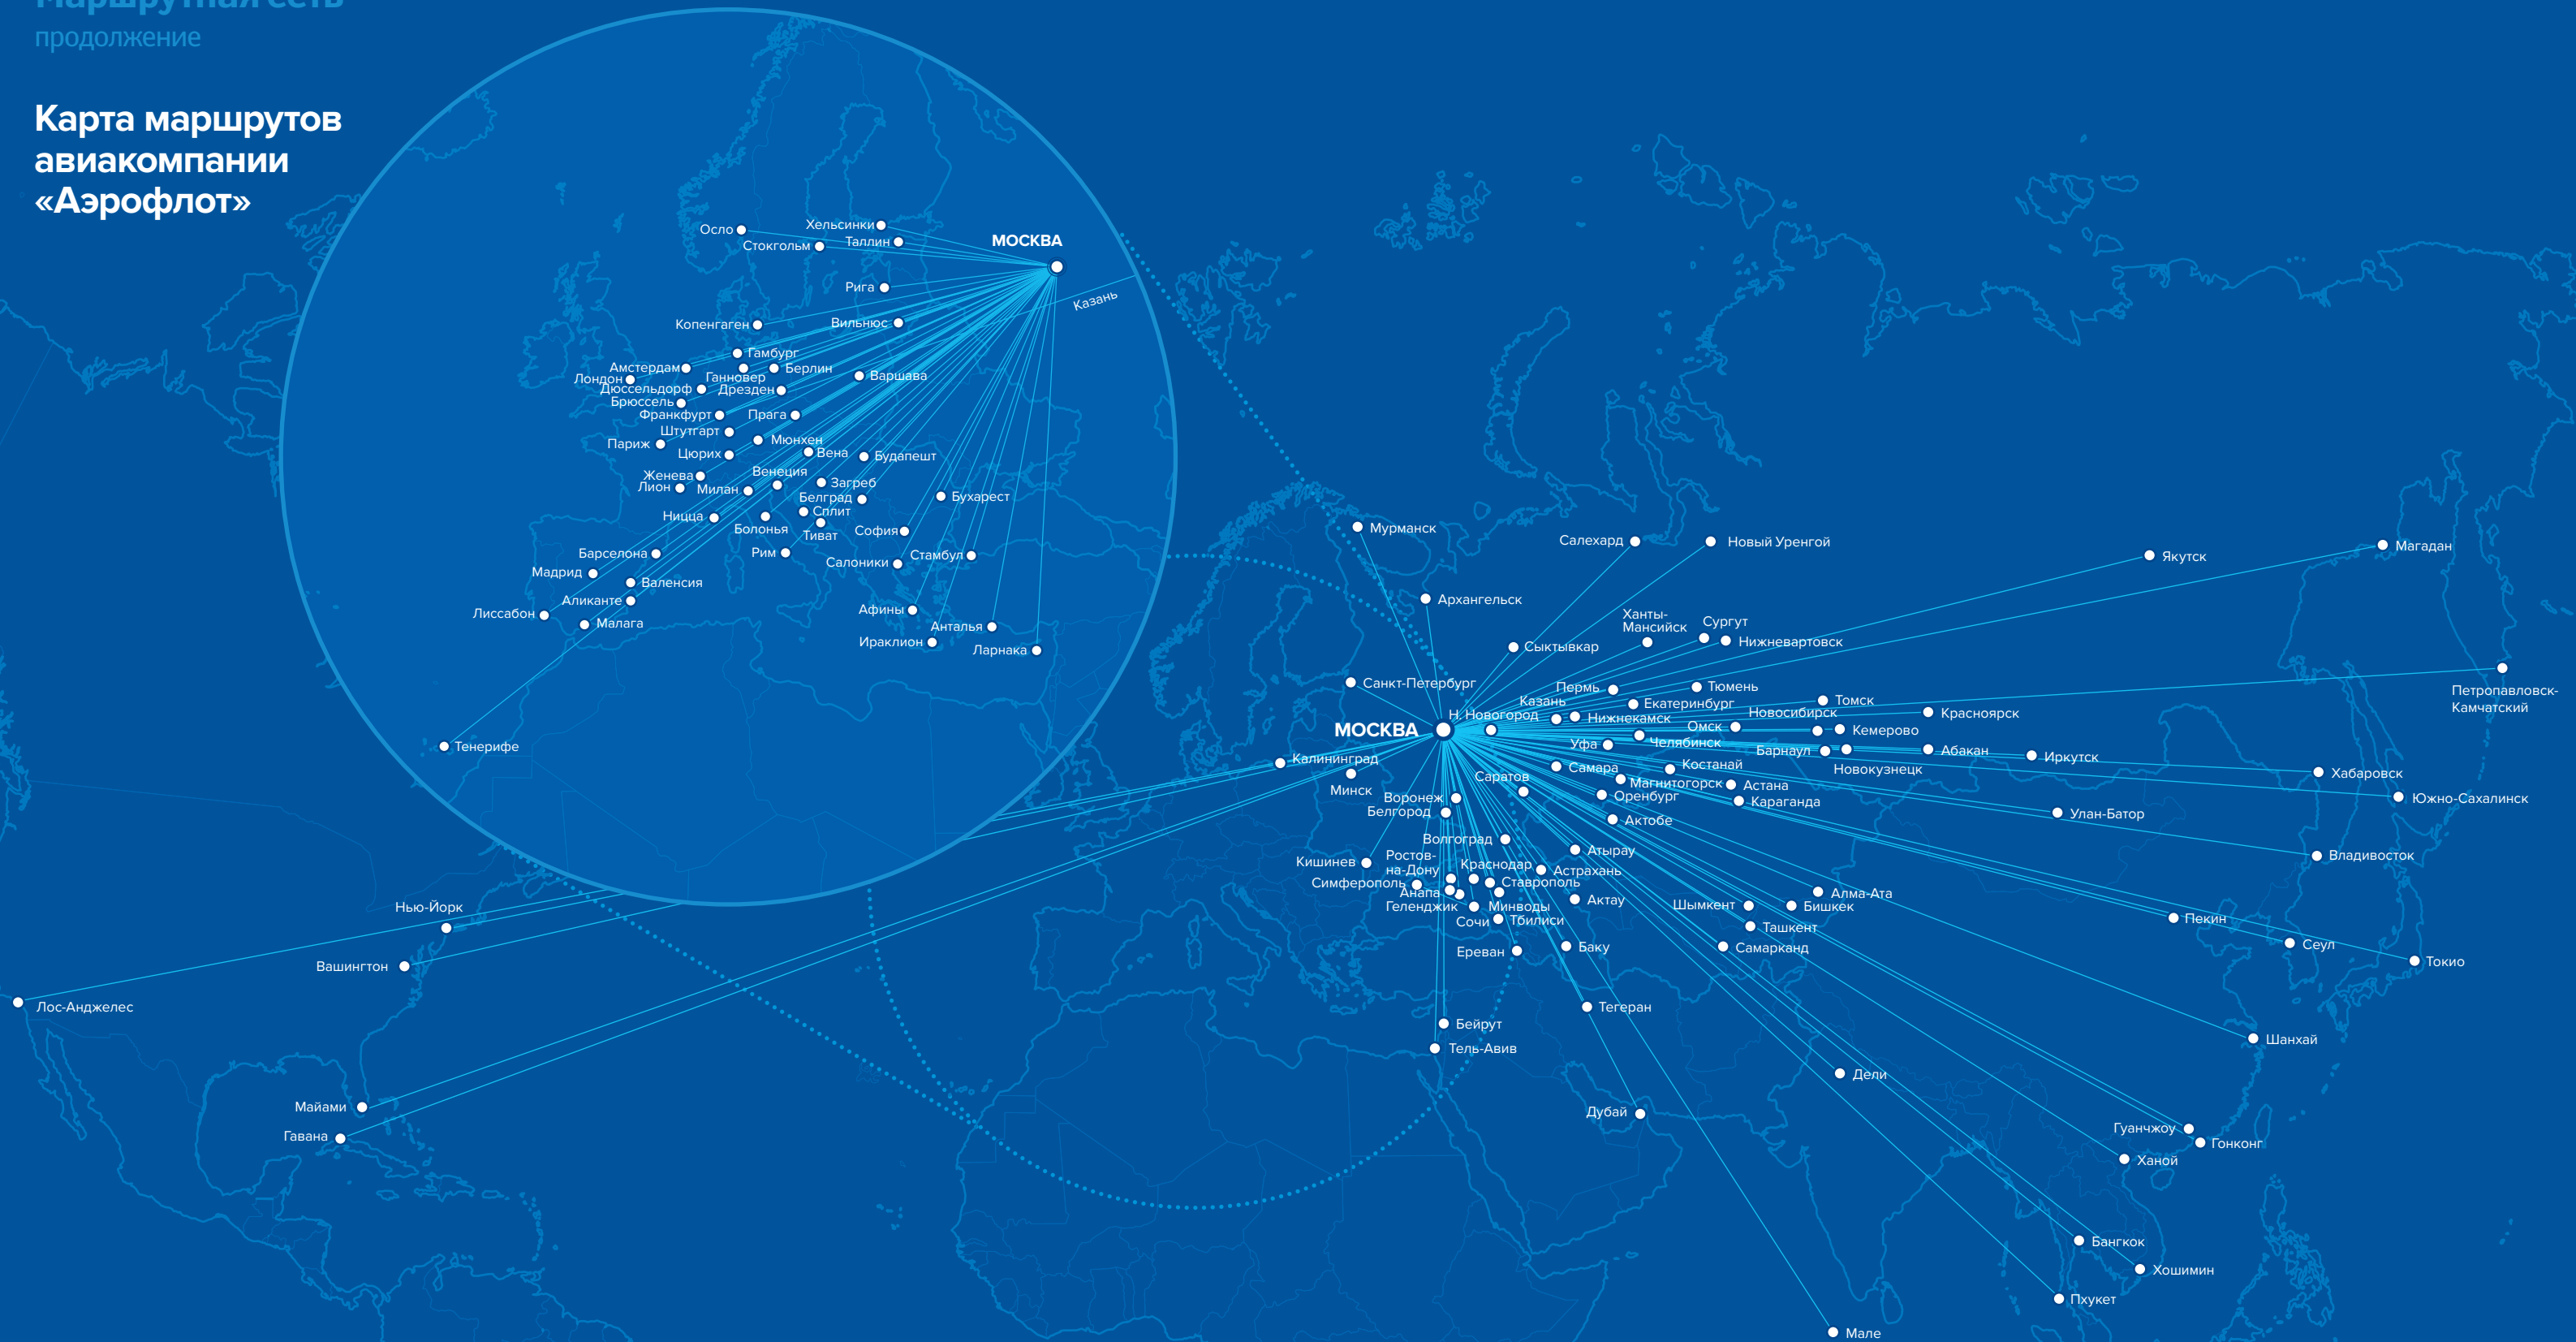 Маршрутная сеть
продолжение
Карта маршрутов
авиакомпании
«Аэрофлот»
Осло
Хельсинки
Стокгольм
Таллин
МОСКВА
Рига
Казань
Копенгаген
Вильнюс
Гамбург
Амстердам
Ганновер
Берлин
Лондон
Варшава
Дюссельдорф
Дрезден
Брюссель
Франкфурт
Прага
Штутгарт
Париж
Мюнхен
Цюрих
Вена
Будапешт
Женева
Венеция
Лион
Милан
Загреб
Белград
Бухарест
Ницца
Сплит
Болонья
Тиват
София
Барселона
Рим
Стамбул
Салоники
Мадрид
Валенсия
Аликанте
Лиссабон
Малага
Афины
Анталья
Ираклион
Ларнака
Тенерифе
Мурманск
Салехард
Новый Уренгой
Якутск
Магадан
Архангельск
Ханты-
Мансийск
Сургут
Нижневартовск
Сыктывкар
Санкт-Петербург
Пермь
Тюмень
Казань
Екатеринбург
Томск
Петропавловск-
Камчатский
Н. Новогород
Нижнекамск
Новосибирск
Красноярск
МОСКВА
Омск
Кемерово
Уфа
Челябинск
Барнаул
Абакан
Иркутск
Калининград
Самара
Костанай
Новокузнецк
Хабаровск
Минск
Саратов
Магнитогорск
Астана
Воронеж
Оренбург
Караганда
Южно-Сахалинск
Белгород
Актобе
Улан-Батор
Волгоград
Атырау
Владивосток
Кишинев
Ростов-
на-Дону
Краснодар
Астрахань
Симферополь
Ставрополь
Анапа
Актау
Алма-Ата
Геленджик
Минводы
Шымкент
Бишкек
Сочи
Тбилиси
Ташкент
Пекин
Ереван
Баку
Самарканд
Сеул
Токио
Нью-Йорк
Вашингтон
Лос-Анджелес
Тегеран
Бейрут
Тель-Авив
Шанхай
Дели
Майами
Дубай
Гавана
Гуанчжоу
Гонконг
Ханой
Бангкок
Хошимин
Пхукет
Мале